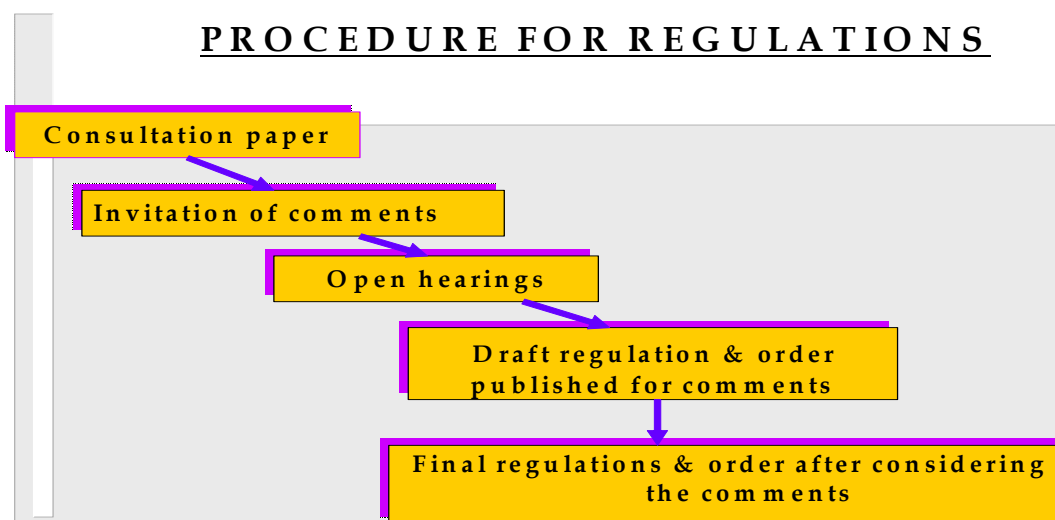 PROCEDURE FOR REGULATIONS
Consultation paper
Invitation of comments
Open hearings
Draft regulation & order
published for comments
Final regulations & order after considering
the comments